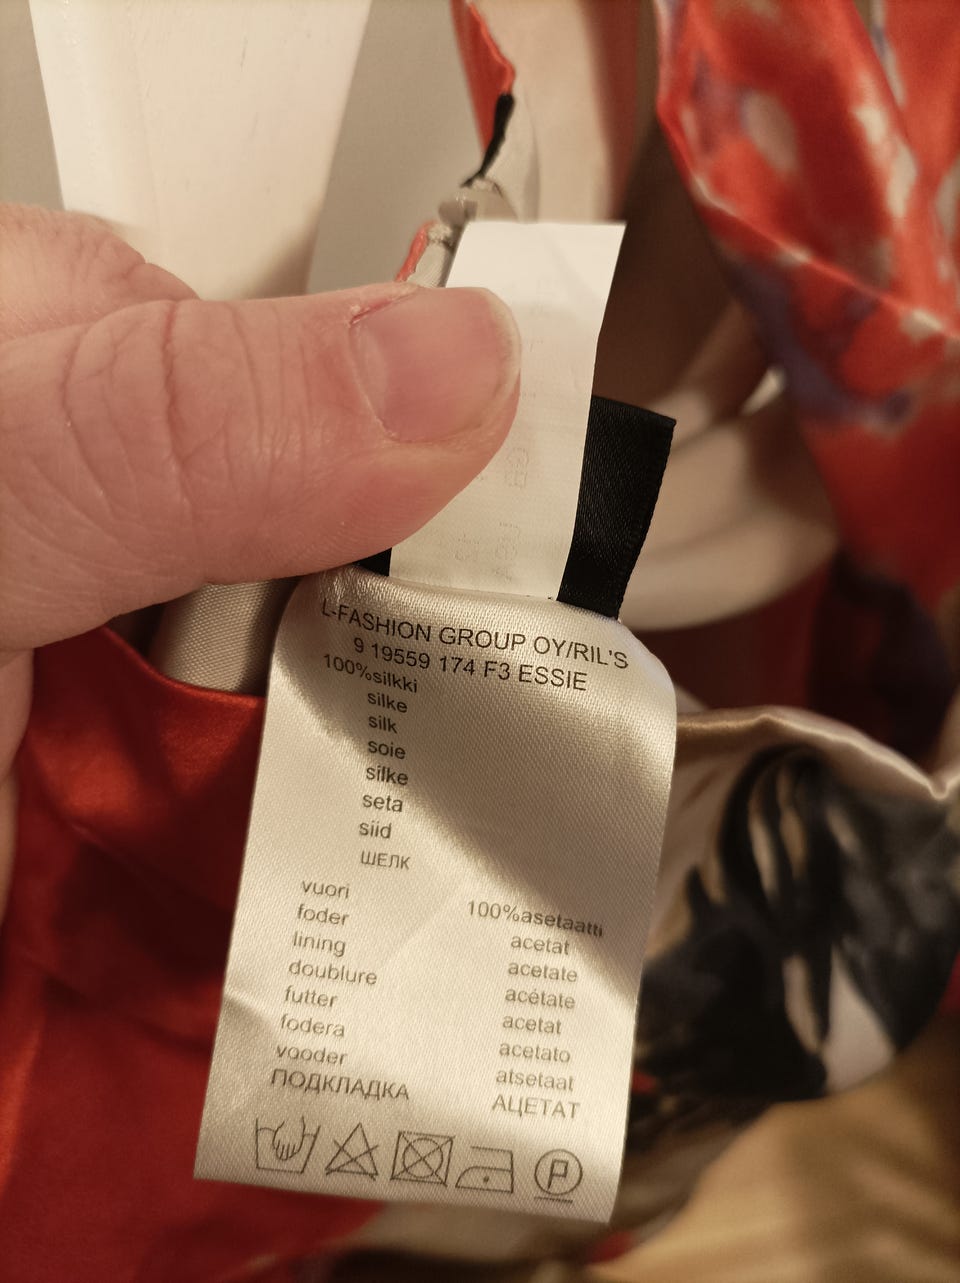 L-FASHION GROUP OY/RIL'S
9 19559 174 F3 ESSIE
100%silkki
silke
silk
soie
silke
seta
siid
шелк
vuori 100%asetaatti
foder acetat
lining acetate
doublure acétate
futter acetat
fodera acetato
vooder atsetaat
ПОДКЛАДКА АЦЕТАТ
P